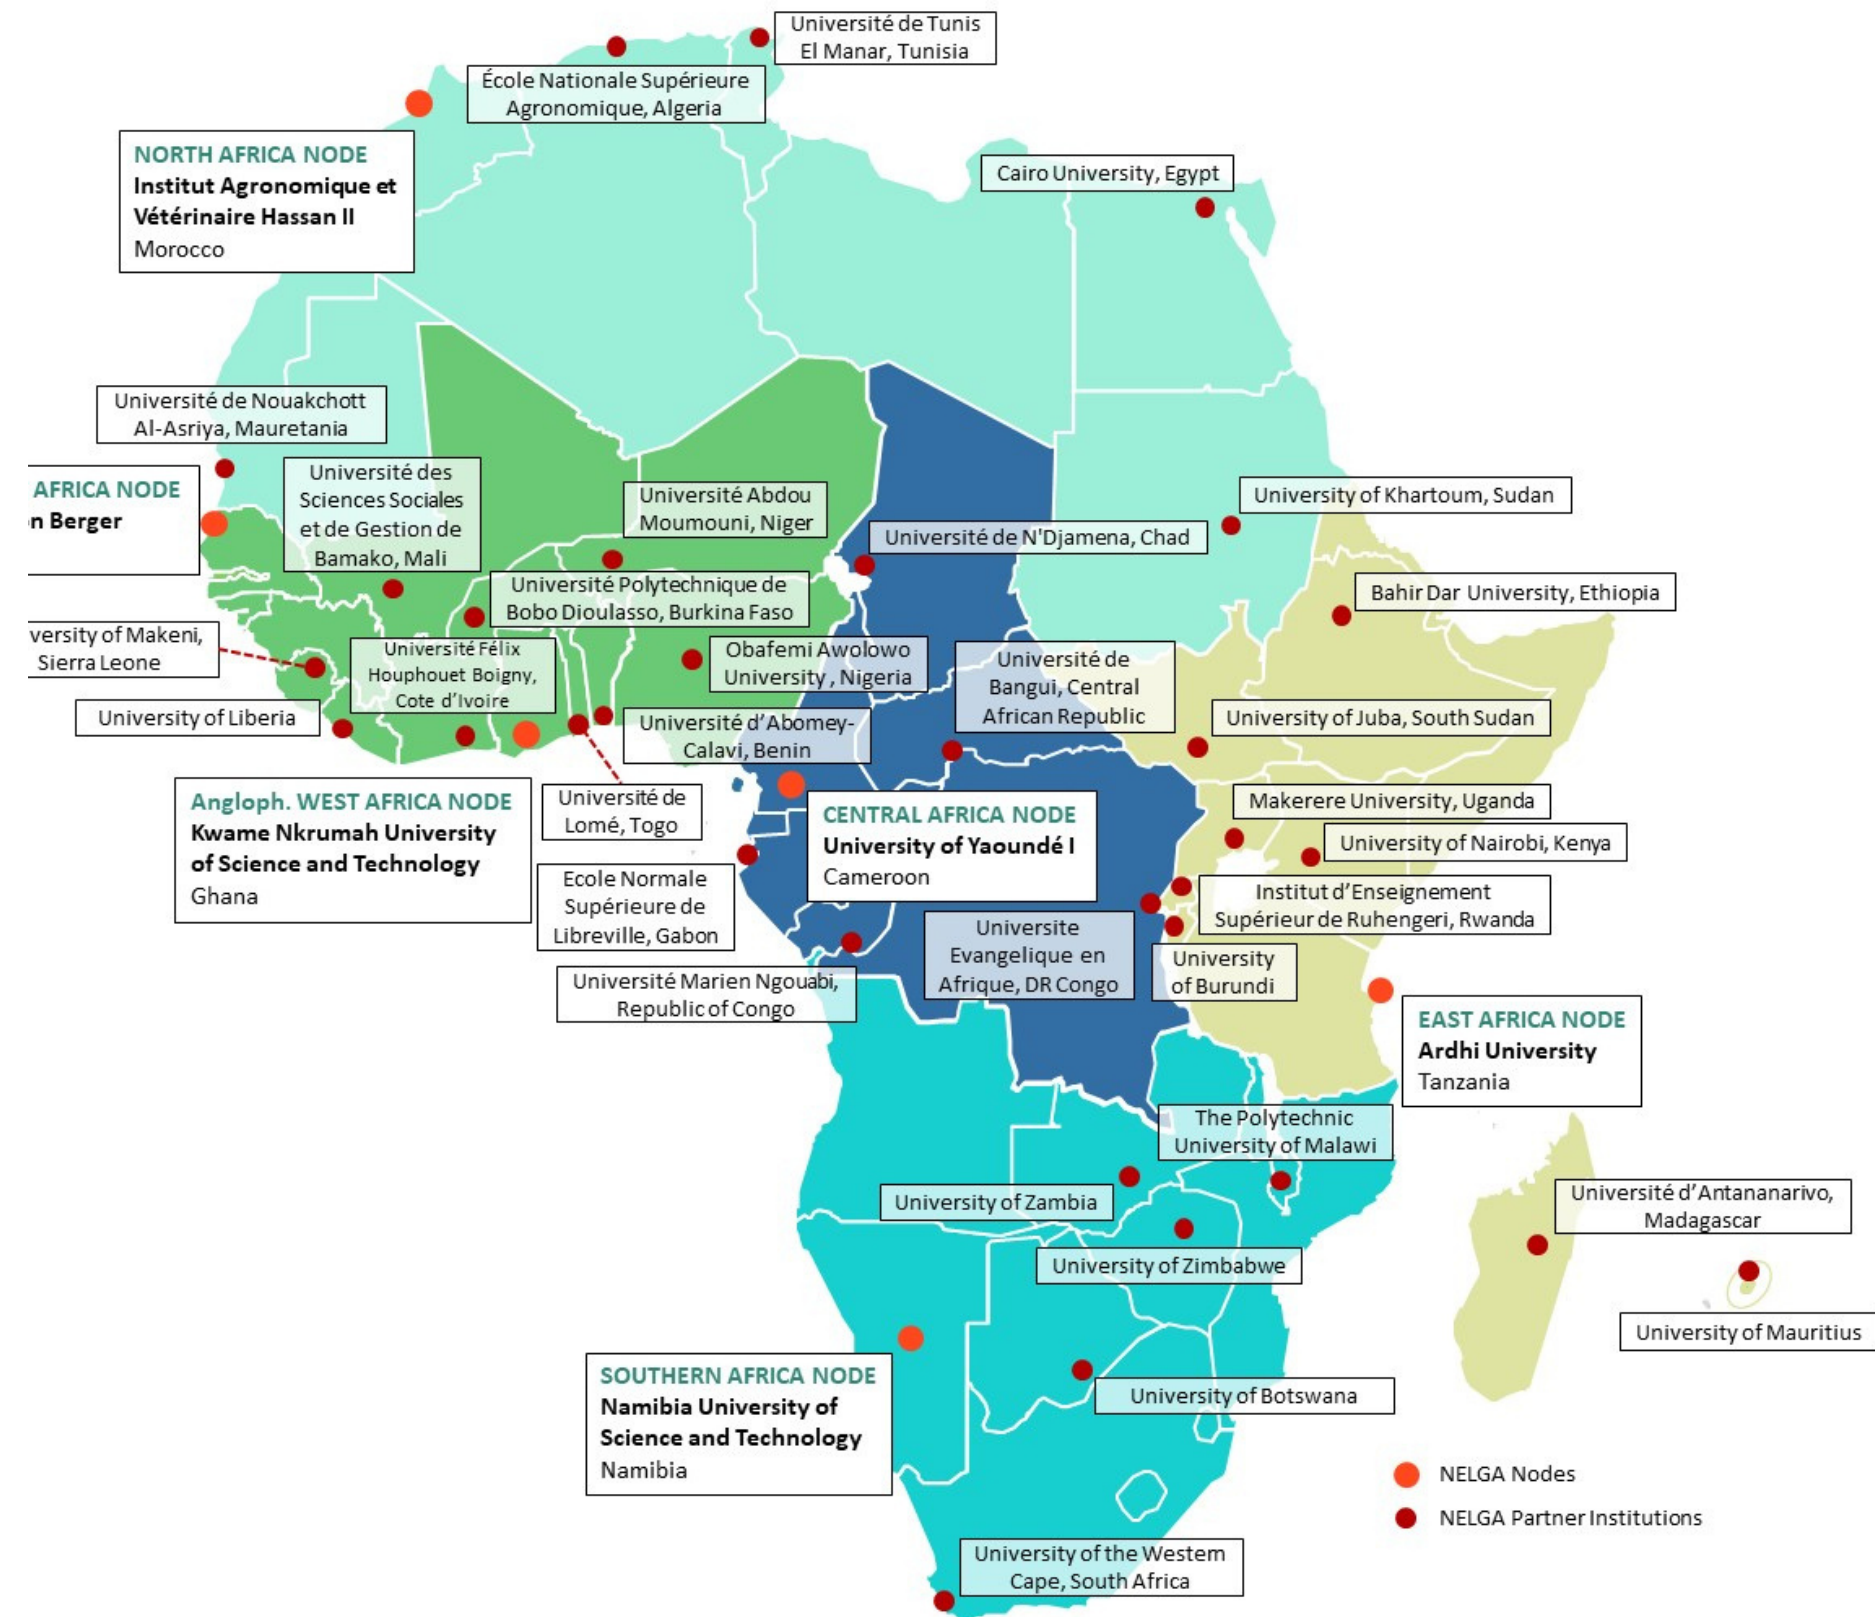 Université de Tunis
El Manar, Tunisia
École Nationale Supérieure
Agronomique, Algeria
NORTH AFRICA NODE
Institut Agronomique et
Vétérinaire Hassan II
Morocco
Cairo University, Egypt
Université de Nouakchott
Al-Asriya, Mauretania
AFRICA NODE
n Berger
Université des
Sciences Sociales
et de Gestion de
Bamako, Mali
Université Abdou
Moumouni, Niger
University of Khartoum, Sudan
Université de N'Djamena, Chad
Université Polytechnique de
Bobo Dioulasso, Burkina Faso
Bahir Dar University, Ethiopia
versity of Makeni,
Sierra Leone
Université Félix
Houphouet Boigny,
Cote d’Ivoire
Obafemi Awolowo
University , Nigeria
Université de
Bangui, Central
African Republic
University of Liberia
Université d’Abomey-
Calavi, Benin
University of Juba, South Sudan
Angloph. WEST AFRICA NODE
Kwame Nkrumah University
of Science and Technology
Ghana
Université de
Lomé, Togo
CENTRAL AFRICA NODE
University of Yaoundé I
Cameroon
Makerere University, Uganda
University of Nairobi, Kenya
Ecole Normale
Supérieure de
Libreville, Gabon
Institut d’Enseignement
Supérieur de Ruhengeri, Rwanda
Universite
Evangelique en
Afrique, DR Congo
University
of Burundi
Université Marien Ngouabi,
Republic of Congo
EAST AFRICA NODE
Ardhi University
Tanzania
The Polytechnic
University of Malawi
University of Zambia
Université d’Antananarivo,
Madagascar
University of Zimbabwe
University of Mauritius
SOUTHERN AFRICA NODE
Namibia University of
Science and Technology
Namibia
University of Botswana
NELGA Nodes
NELGA Partner Institutions
University of the Western
Cape, South Africa